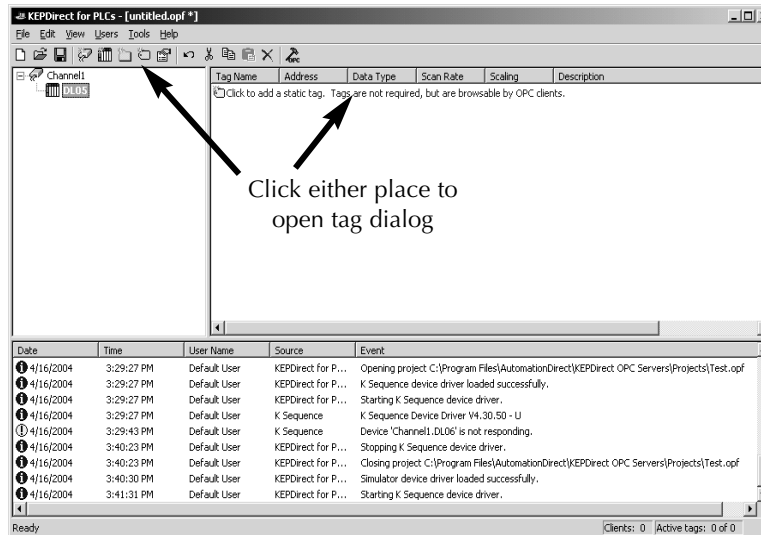 KEPDirect for PLCs - [untitled.opf *]
File Edit View Users Tools Help
OPC
Channel1
DL05
Tag Name Address Data Type Scan Rate Scaling Description
Click to add a static tag. Tags are not required, but are browsable by OPC clients.
Click either place to
open tag dialog
Date Time User Name Source Event
4/16/2004 3:29:27 PM Default User KEPDirect for P... Opening project C:\Program Files\AutomationDirect\KEPDirect OPC Servers\Projects\Test.opf
4/16/2004 3:29:27 PM Default User KEPDirect for P... K Sequence device driver loaded successfully.
4/16/2004 3:29:27 PM Default User KEPDirect for P... Starting K Sequence device driver.
4/16/2004 3:29:27 PM Default User K Sequence K Sequence Device Driver V4.30.50 - U
4/16/2004 3:29:43 PM Default User K Sequence Device 'Channel1.DL06' is not responding.
4/16/2004 3:40:23 PM Default User KEPDirect for P... Stopping K Sequence device driver.
4/16/2004 3:40:23 PM Default User KEPDirect for P... Closing project C:\Program Files\AutomationDirect\KEPDirect OPC Servers\Projects\Test.opf
4/16/2004 3:40:30 PM Default User KEPDirect for P... Simulator device driver loaded successfully.
4/16/2004 3:41:31 PM Default User KEPDirect for P... Starting K Sequence device driver.
Ready Clients: 0 Active tags: 0 of 0